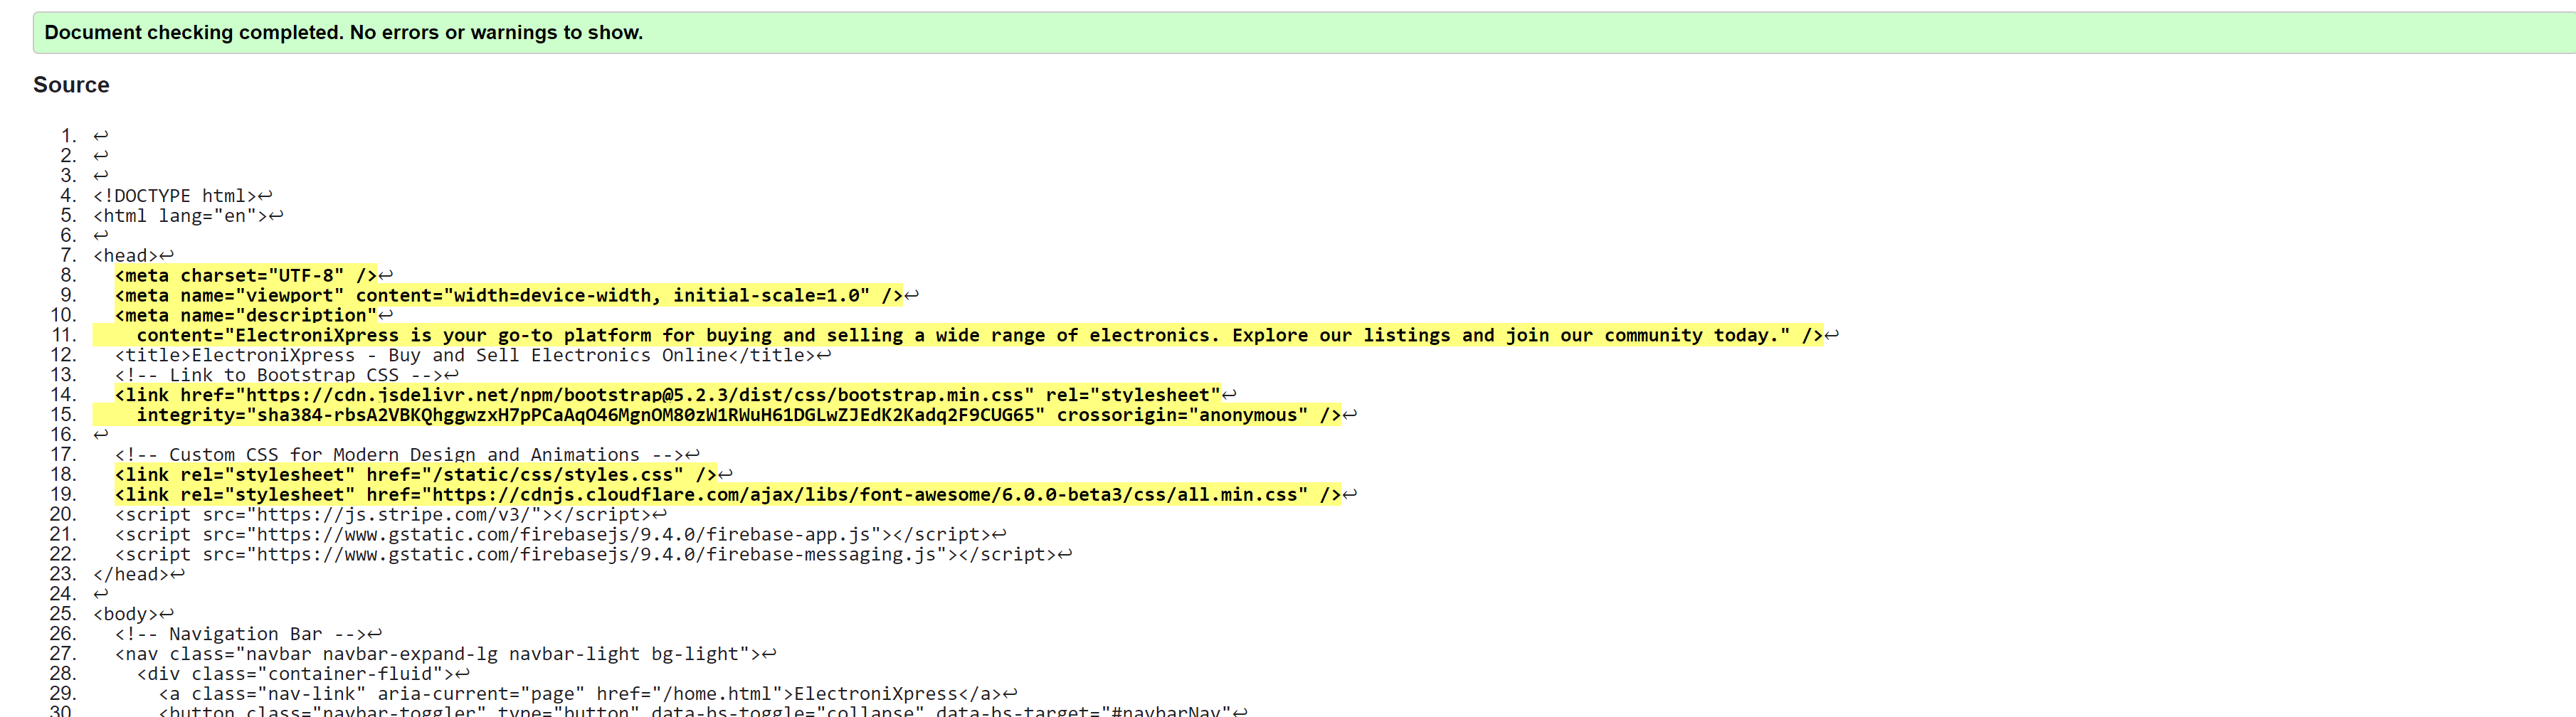 Document checking completed. No errors or warnings to show.
Source
1. ↩
2. ↩
3. ↩
4. <!DOCTYPE html>↩
5. <html lang="en">↩
6. ↩
7. <head>↩
8. <meta charset="UTF-8" />↩
9. <meta name="viewport" content="width=device-width, initial-scale=1.0" />↩
10. <meta name="description"↩
11. content="ElectroniXpress is your go-to platform for buying and selling a wide range of electronics. Explore our listings and join our community today." />↩
12. <title>ElectroniXpress - Buy and Sell Electronics Online</title>↩
13. <!-- Link to Bootstrap CSS -->↩
14. <link href="https://cdn.jsdelivr.net/npm/bootstrap@5.2.3/dist/css/bootstrap.min.css" rel="stylesheet"↩
15. integrity="sha384-rbsA2VBKQhggwzxH7pPCaAqO46MgnOM80zW1RWuH61DGLwZJEdK2Kadq2F9CUG65" crossorigin="anonymous" />↩
16. ↩
17. <!-- Custom CSS for Modern Design and Animations -->↩
18. <link rel="stylesheet" href="/static/css/styles.css" />↩
19. <link rel="stylesheet" href="https://cdnjs.cloudflare.com/ajax/libs/font-awesome/6.0.0-beta3/css/all.min.css" />↩
20. <script src="https://js.stripe.com/v3/"></script>↩
21. <script src="https://www.gstatic.com/firebasejs/9.4.0/firebase-app.js"></script>↩
22. <script src="https://www.gstatic.com/firebasejs/9.4.0/firebase-messaging.js"></script>↩
23. </head>↩
24. ↩
25. <body>↩
26. <!-- Navigation Bar -->↩
27. <nav class="navbar navbar-expand-lg navbar-light bg-light">↩
28. <div class="container-fluid">↩
29. <a class="nav-link" aria-current="page" href="/home.html">ElectroniXpress</a>↩
30. <button class="navbar-toggler" type="button" data-bs-toggle="collapse" data-bs-target="#navbarNav"↩